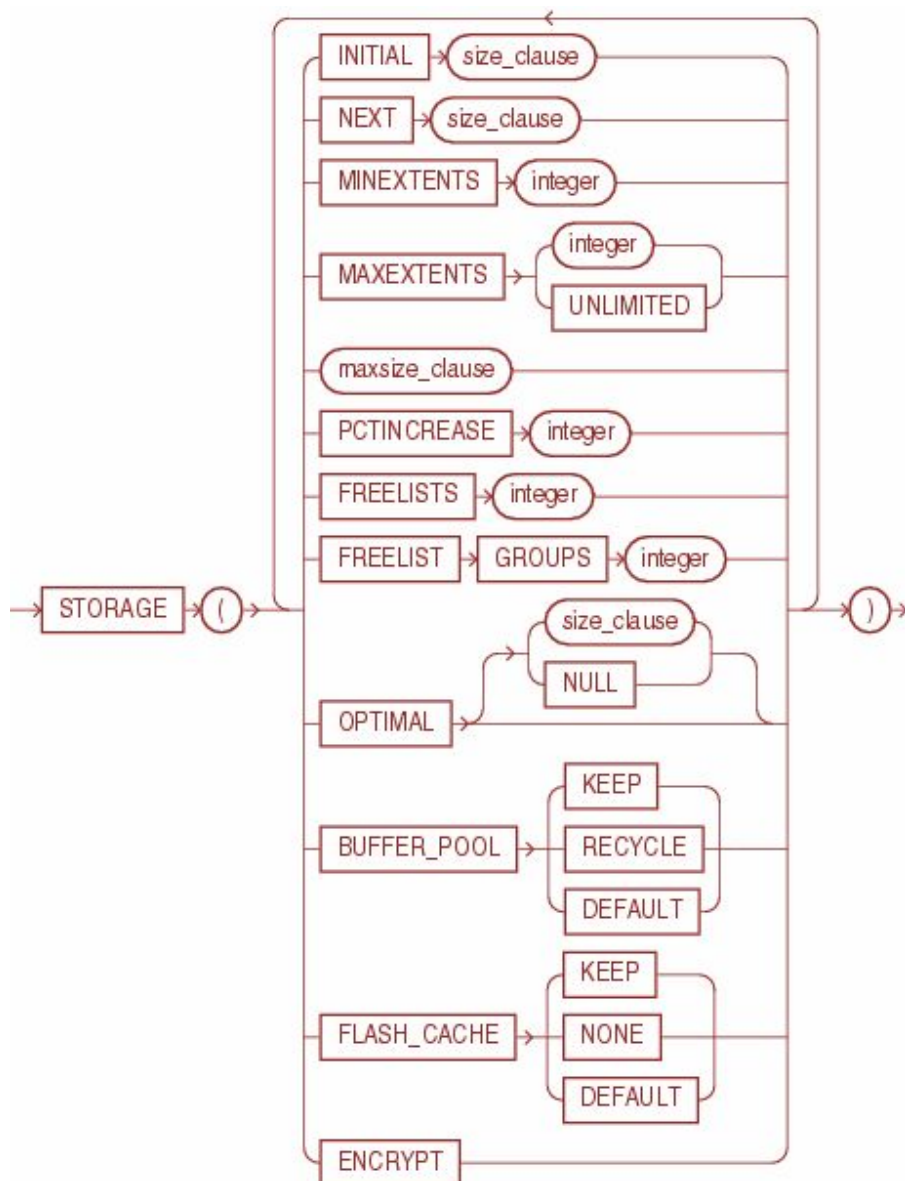 INITIAL size_clause
NEXT size_clause
MINEXTENTS integer
integer
MAXEXTENTS
UNLIMITED
maxsize_clause
PCTINCREASE integer
FREELISTS integer
FREELIST GROUPS integer
STORAGE ( )
size_clause
NULL
OPTIMAL
KEEP
BUFFER_POOL RECYCLE
DEFAULT
KEEP
FLASH_CACHE NONE
DEFAULT
ENCRYPT